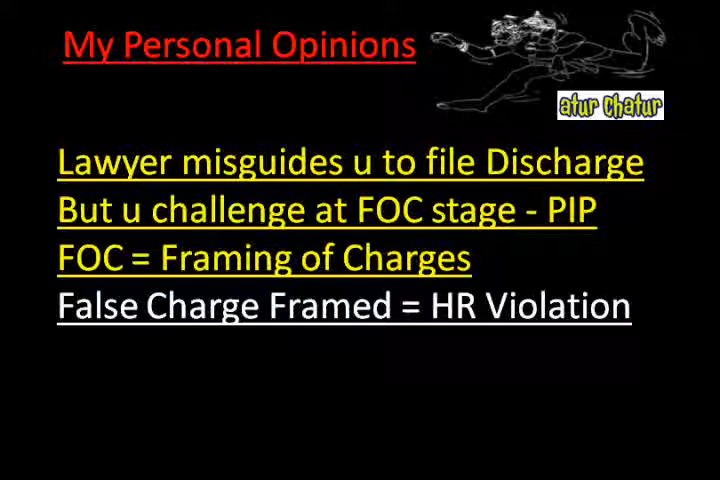 My Personal Opinions
atur chatur
Lawyer misguides u to file Discharge
But u challenge at FOC stage - PIP
FOC = Framing of Charges
False Charge Framed = HR Violation